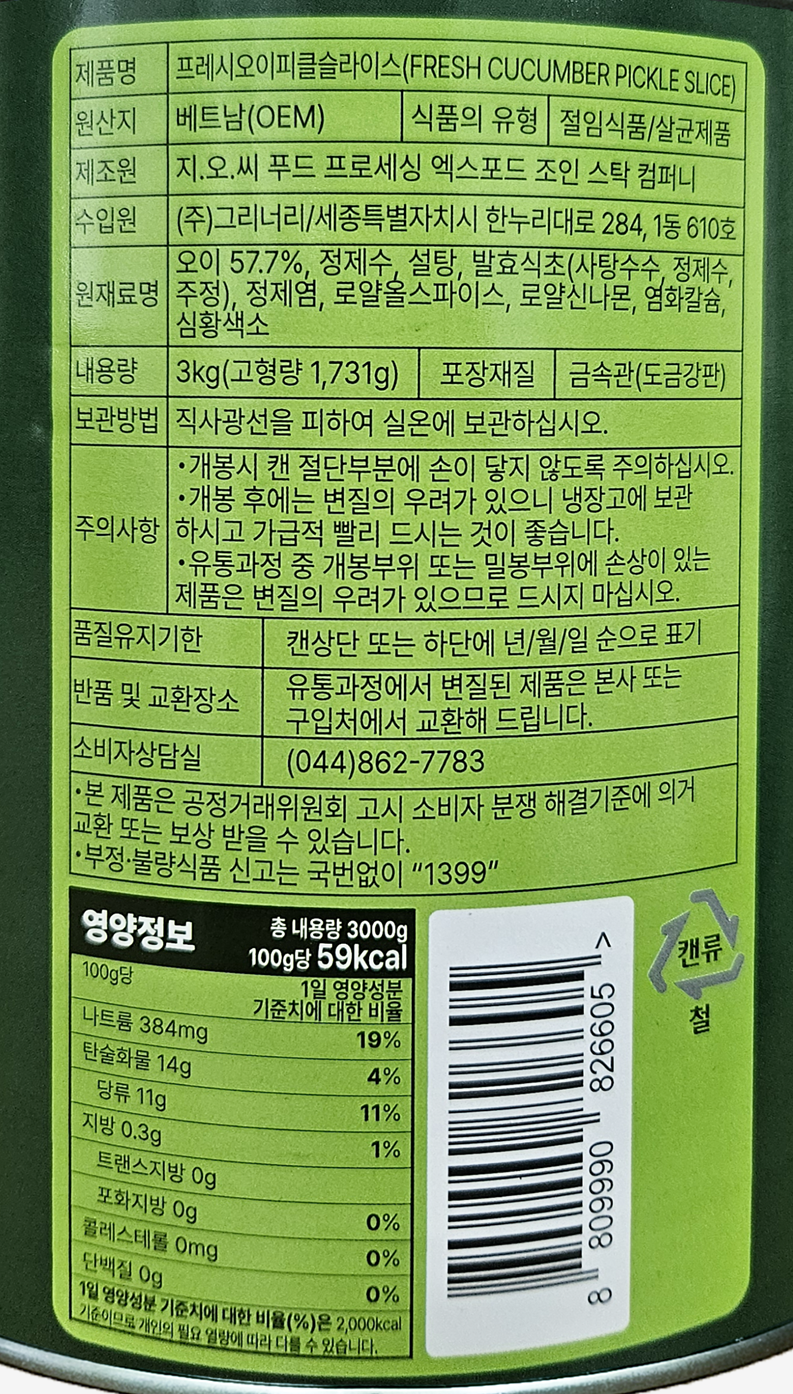 제품명 프레시오이피클슬라이스(FRESH CUCUMBER PICKLE SLICE)
원산지 베트남(OEM) 식품의 유형 절임식품/살균제품
제조원 지.오.씨 푸드 프로세싱 엑스포드 조인 스탁 컴퍼니
수입원 (주)그리너리/세종특별자치시 한누리대로 284, 1동 610호
원재료명 오이 57.7%, 정제수, 설탕, 발효식초(사탕수수, 정제수,
주정), 정제염, 로얄올스파이스, 로얄신나몬, 염화칼슘,
심황색소
내용량 3kg(고형량 1,731g) 포장재질 금속관(도금강판)
보관방법 직사광선을 피하여 실온에 보관하십시오.
주의사항 •개봉시 캔 절단부분에 손이 닿지 않도록 주의하십시오.
•개봉 후에는 변질의 우려가 있으니 냉장고에 보관
하시고 가급적 빨리 드시는 것이 좋습니다.
•유통과정 중 개봉부위 또는 밀봉부위에 손상이 있는
제품은 변질의 우려가 있으므로 드시지 마십시오.
품질유지기한 캔상단 또는 하단에 년/월/일 순으로 표기
반품 및 교환장소 유통과정에서 변질된 제품은 본사 또는
구입처에서 교환해 드립니다.
소비자상담실 (044)862-7783
•본 제품은 공정거래위원회 고시 소비자 분쟁 해결기준에 의거
교환 또는 보상 받을 수 있습니다.
•부정·불량식품 신고는 국번없이 “1399”
영양정보 총 내용량 3000g
100g당 59kcal
100g당 1일 영양성분
기준치에 대한 비율
나트륨 384mg 19%
탄술화물 14g 4%
당류 11g 11%
지방 0.3g 1%
트랜스지방 0g
포화지방 0g 0%
콜레스테롤 0mg 0%
단백질 0g 0%
1일 영양성분 기준치에 대한 비율(%)은 2,000kcal
기준이므로 개인의 필요 열량에 따라 다를 수 있습니다.
8 809990 826605 >
캔류
철